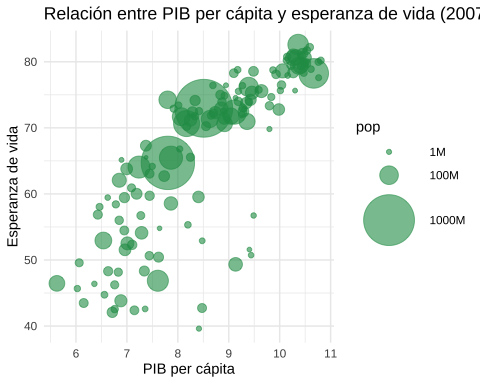 Relación entre PIB per cápita y esperanza de vida (2007
80
70
60
50
40
Esperanza de vida
6
7
8
9
10
11
PIB per cápita
pop
1M
100M
1000M